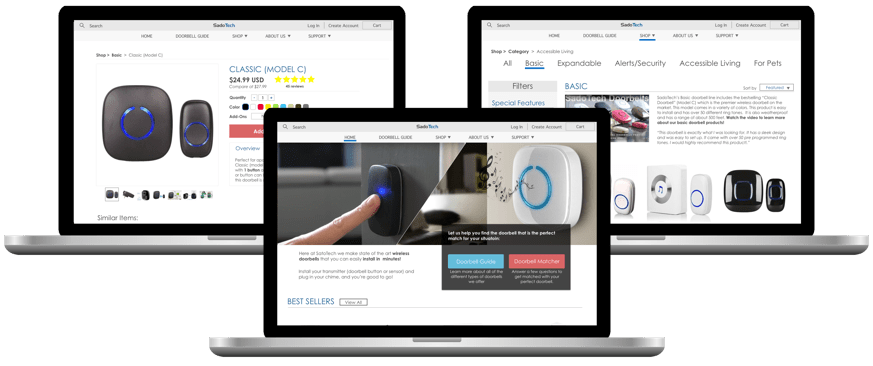 Search
SadoTech
Log In
Create Account
Cart
HOME
DOORBELL GUIDE
SHOP ▼
ABOUT US ▼
SUPPORT ▼
Shop > Basic > Classic (Model C)
CLASSIC (MODEL C)
$24.99 USD
Compare at $27.99
Quantity
- 1 +
Color:
Add-Ons
Add
Overview
Perfect for
Classic (model
with 1 button
or button can
this doorbell is
Similar Items:
Search
SadoTech
Log In
Create Account
Cart
HOME
DOORBELL GUIDE
SHOP ▼
ABOUT US ▼
SUPPORT ▼
Shop > Category > Accessible Living
All
Basic
Expandable
Alerts/Security
Accessible Living
For Pets
Filters
Special Features
BASIC
Sort by
Featured ▼
SadoTech Doorbell
SadoTech's Basic doorbell line includes the bestselling "Classic
Doorbell" (Model C) which is the premier wireless doorbell on the
market. This model comes in a variety of colors. This product is easy
to install and has over 50 different ring tones. It is also weatherproof
and has a range of about 500 feet. Watch the video to learn more
about our basic doorbell products!
"This doorbell is exactly what I was looking for. It has a sleek design
and was easy to set up. It came with over 50 pre programmed ring
tones. I would highly recommend this product!"
Search
SadoTech
Log In
Create Account
Cart
HOME
DOORBELL GUIDE
SHOP ▼
ABOUT US ▼
SUPPORT ▼
Let us help you find the doorbell that is the perfect
match for your situation:
Doorbell Guide
Doorbell Matcher
Learn more about all of the
different types of doorbells
we offer
Answer a few questions to
get matched with your
perfect doorbell.
Here at SadoTech we make state of the art wireless
doorbells that you can easily install in minutes!
Install your transmitter (doorbell button or sensor) and
plug in your chime, and you're good to go!
BEST SELLERS
View All